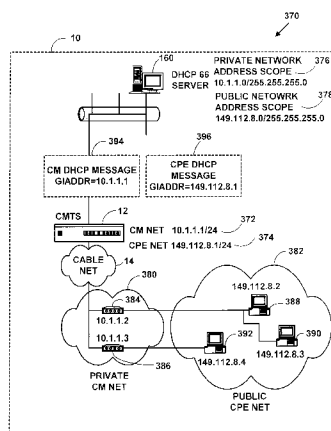 370
10
160
DHCP 66
SERVER
PRIVATE NETWORK
ADDRESS SCOPE
376
10.1.1.0/255.255.255.0
PUBLIC NETOWRK
ADDRESS SCOPE
378
149.112.8.0/255.255.255.0
394
396
CM DHCP MESSAGE
GIADDR=10.1.1.1
CPE DHCP
MESSAGE
GIADDR=149.112.8.1
CMTS
12
CM NET 10.1.1.1/24
372
CPE NET 149.112.8.1/24
374
CABLE
NET
14
380
382
384
10.1.1.2
149.112.8.2
388
10.1.1.3
392
390
386
149.112.8.4
149.112.8.3
PRIVATE
CM NET
PUBLIC
CPE NET